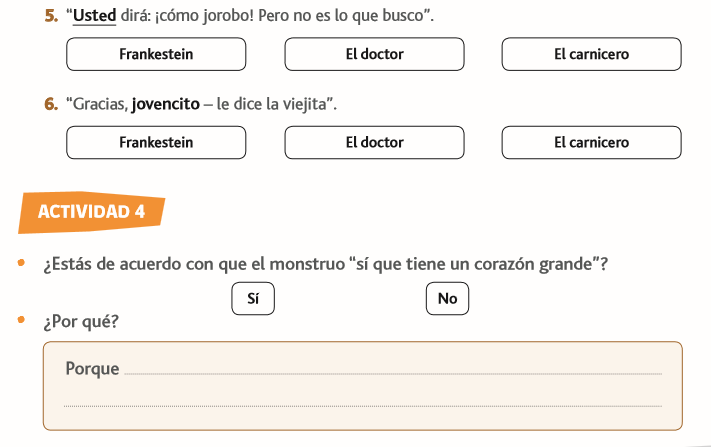 5. “Usted dirá: ¡cómo jorobo! Pero no es lo que busco”.
Frankestein El doctor El carnicero
6. “Gracias, jovencito – le dice la viejita”.
Frankestein El doctor El carnicero
ACTIVIDAD 4
• ¿Estás de acuerdo con que el monstruo “sí que tiene un corazón grande”?
Sí No
• ¿Por qué?
Porque